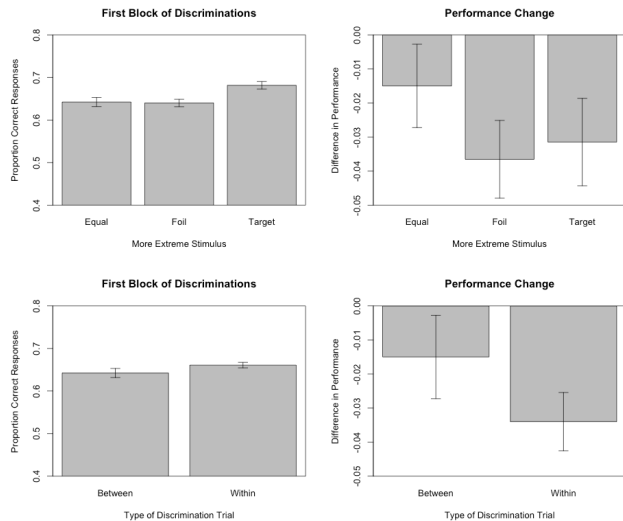 First Block of Discriminations
Proportion Correct Responses
0.8
0.7
0.6
0.5
0.4
Equal
Foil
Target
More Extreme Stimulus
Performance Change
Difference in Performance
0.00
-0.01
-0.02
-0.03
-0.04
-0.05
Equal
Foil
Target
More Extreme Stimulus
First Block of Discriminations
Proportion Correct Responses
0.8
0.7
0.6
0.5
0.4
Between
Within
Type of Discrimination Trial
Performance Change
Difference in Performance
0.00
-0.01
-0.02
-0.03
-0.04
-0.05
Between
Within
Type of Discrimination Trial